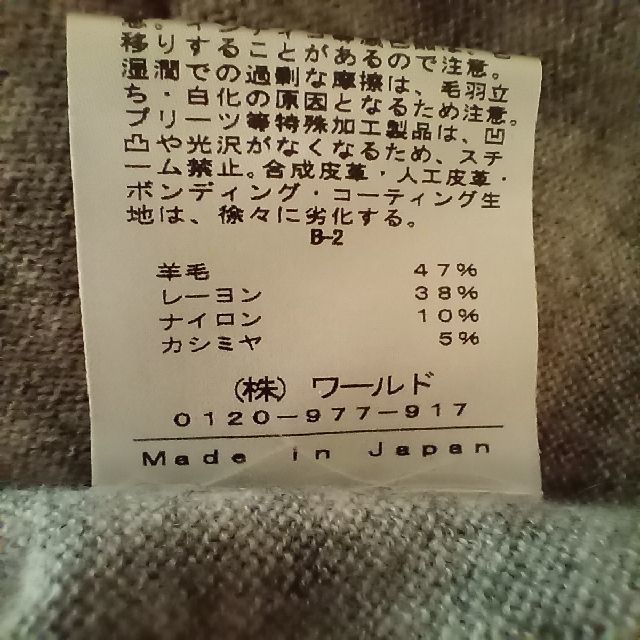 移りすることがあるので注意。
湿潤での過剰な摩擦は、毛羽立
ち・白化の原因となるため注意。
プリーツ等特殊加工製品は、凹
凸や光沢がなくなるため、スチ
ーム禁止。合成皮革・人工皮革・
ボンディング・コーティング生
地は、徐々に劣化する。
B-2
羊毛 47%
レーヨン 38%
ナイロン 10%
カシミヤ 5%
(株) ワールド
0120-977-917
Made in Japan